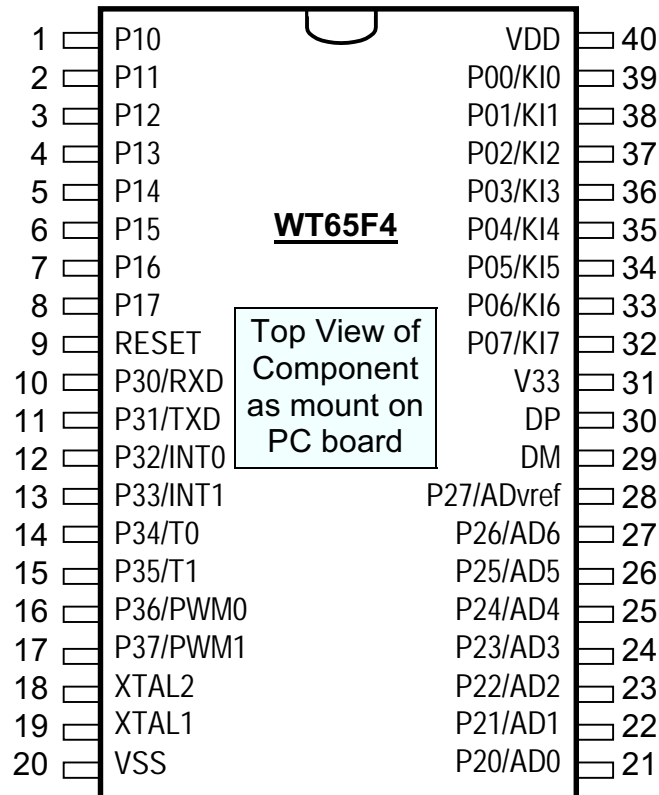 1 P10 VDD 40
2 P11 P00/KI0 39
3 P12 P01/KI1 38
4 P13 P02/KI2 37
5 P14 P03/KI3 36
6 P15 WT65F4 P04/KI4 35
7 P16 P05/KI5 34
8 P17 P06/KI6 33
9 RESET P07/KI7 32
10 P30/RXD V33 31
11 P31/TXD DP 30
12 P32/INT0 DM 29
13 P33/INT1 P27/ADvref 28
14 P34/T0 P26/AD6 27
15 P35/T1 P25/AD5 26
16 P36/PWM0 P24/AD4 25
17 P37/PWM1 P23/AD3 24
18 XTAL2 P22/AD2 23
19 XTAL1 P21/AD1 22
20 VSS P20/AD0 21
Top View of
Component
as mount on
PC board